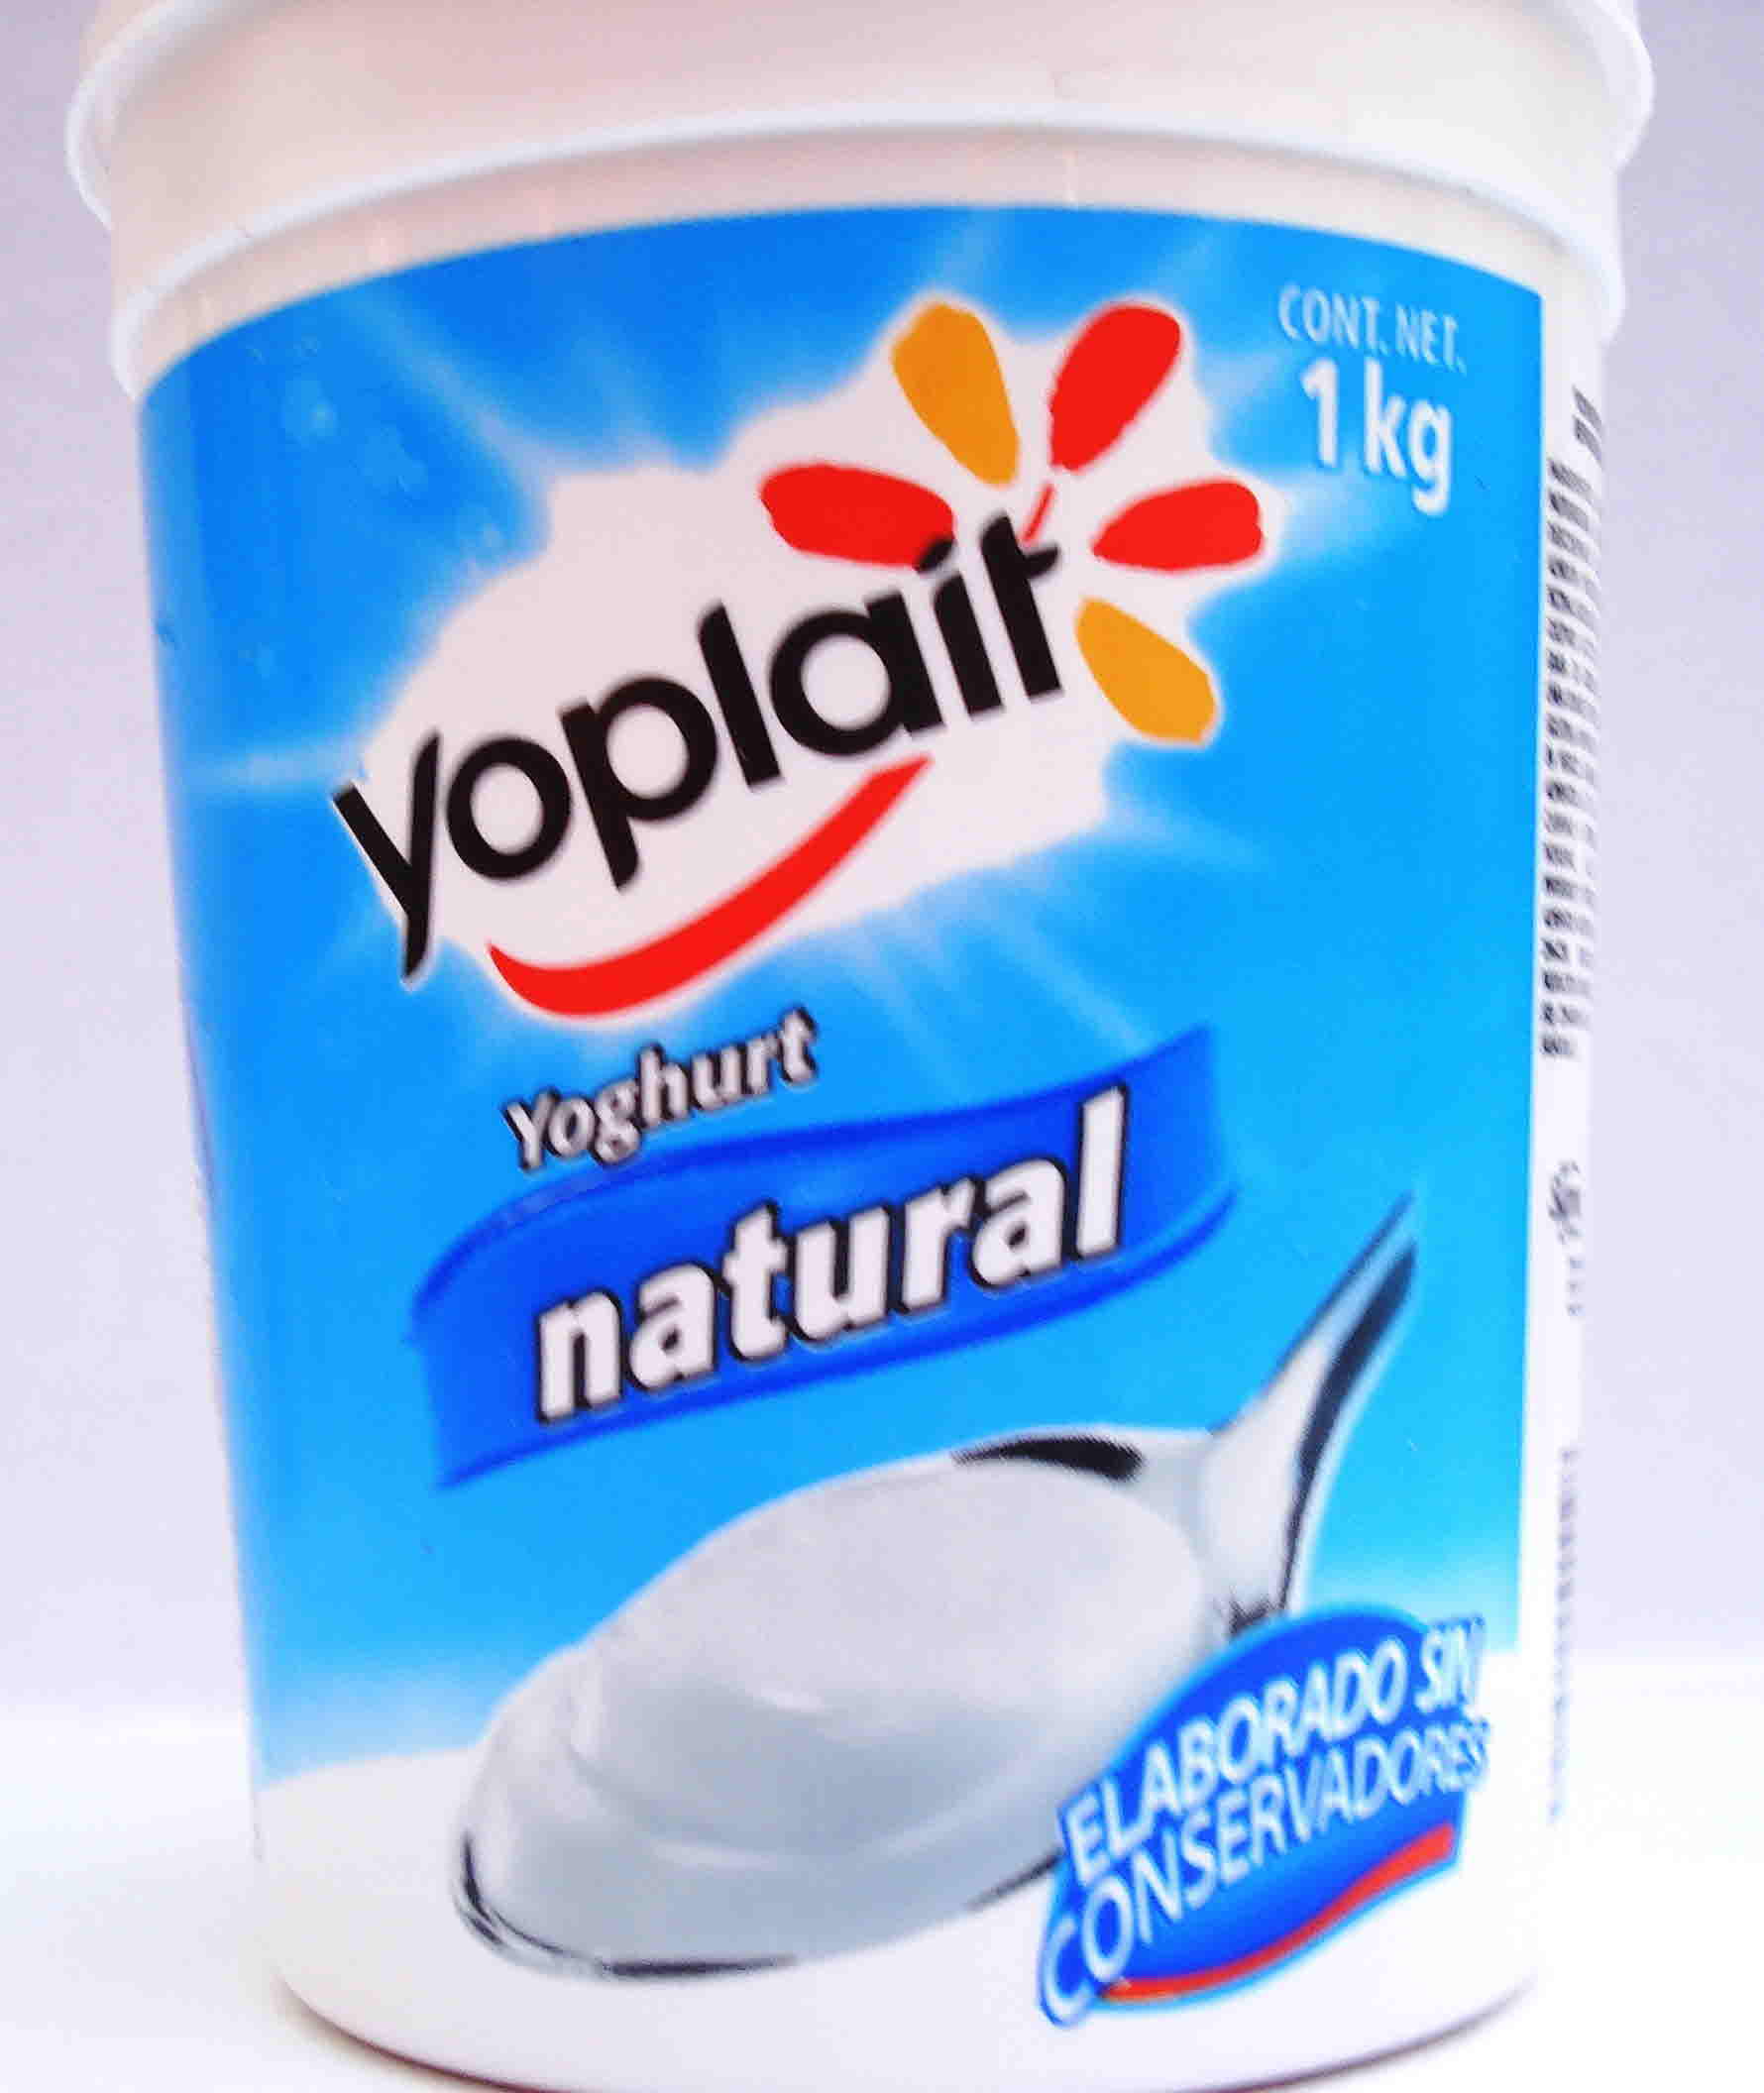 CONT. NET.
1 kg
yoplait
Yoghurt
natural
ELABORADO SIN
CONSERVADORES